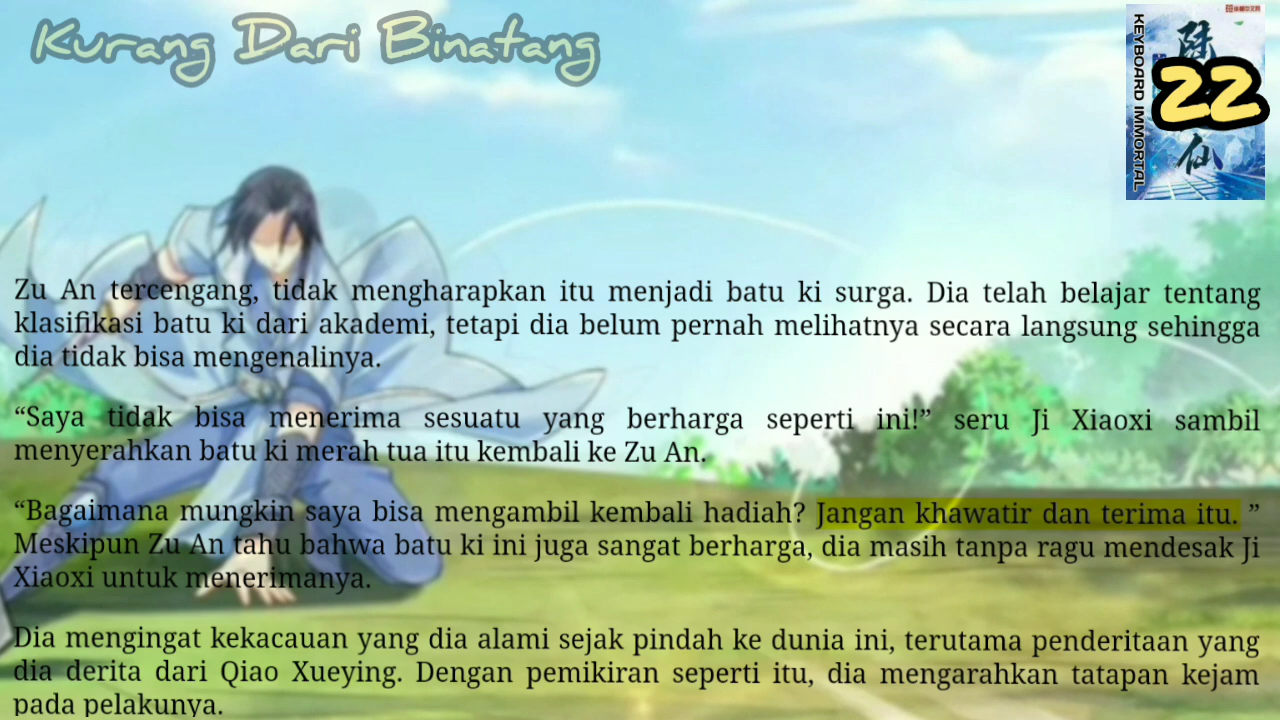 Kurang Dari Binatang
KEYBOARD IMMORTAL
22
仙
Zu An tercengang, tidak mengharapkan itu menjadi batu ki surga. Dia telah belajar tentang
klasifikasi batu ki dari akademi, tetapi dia belum pernah melihatnya secara langsung sehingga
dia tidak bisa mengenalinya.
“Saya tidak bisa menerima sesuatu yang berharga seperti ini!” seru Ji Xiaoxi sambil
menyerahkan batu ki merah tua itu kembali ke Zu An.
“Bagaimana mungkin saya bisa mengambil kembali hadiah? Jangan khawatir dan terima itu. ”
Meskipun Zu An tahu bahwa batu ki ini juga sangat berharga, dia masih tanpa ragu mendesak Ji
Xiaoxi untuk menerimanya.
Dia mengingat kekacauan yang dia alami sejak pindah ke dunia ini, terutama penderitaan yang
dia derita dari Qiao Xueying. Dengan pemikiran seperti itu, dia mengarahkan tatapan kejam
pada pelakunya.